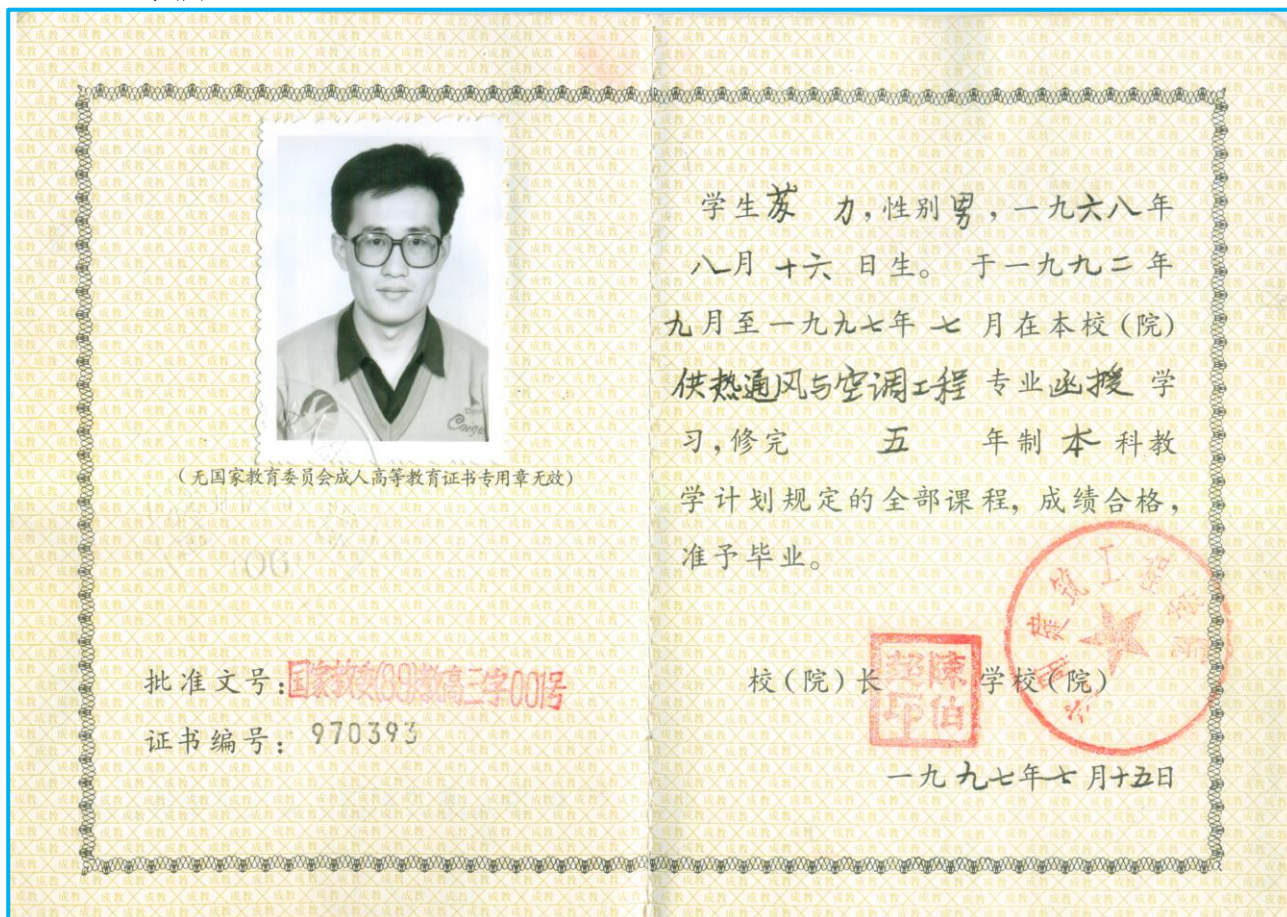 （无国家教育委员会成人高等教育证书专用章无效）
批准文号：国家教委(89)学高三字001号
证书编号：970393
学生苏 力，性别男，一九六八年
八月十六日生。于一九九二年
九月至一九九七年七月在本校（院）
供热通风与空调工程 专业函授 学
习，修完 五 年制 本 科教
学计划规定的全部课程，成绩合格，
准予毕业。
校（院）长 学校（院）
一九九七年七月十五日